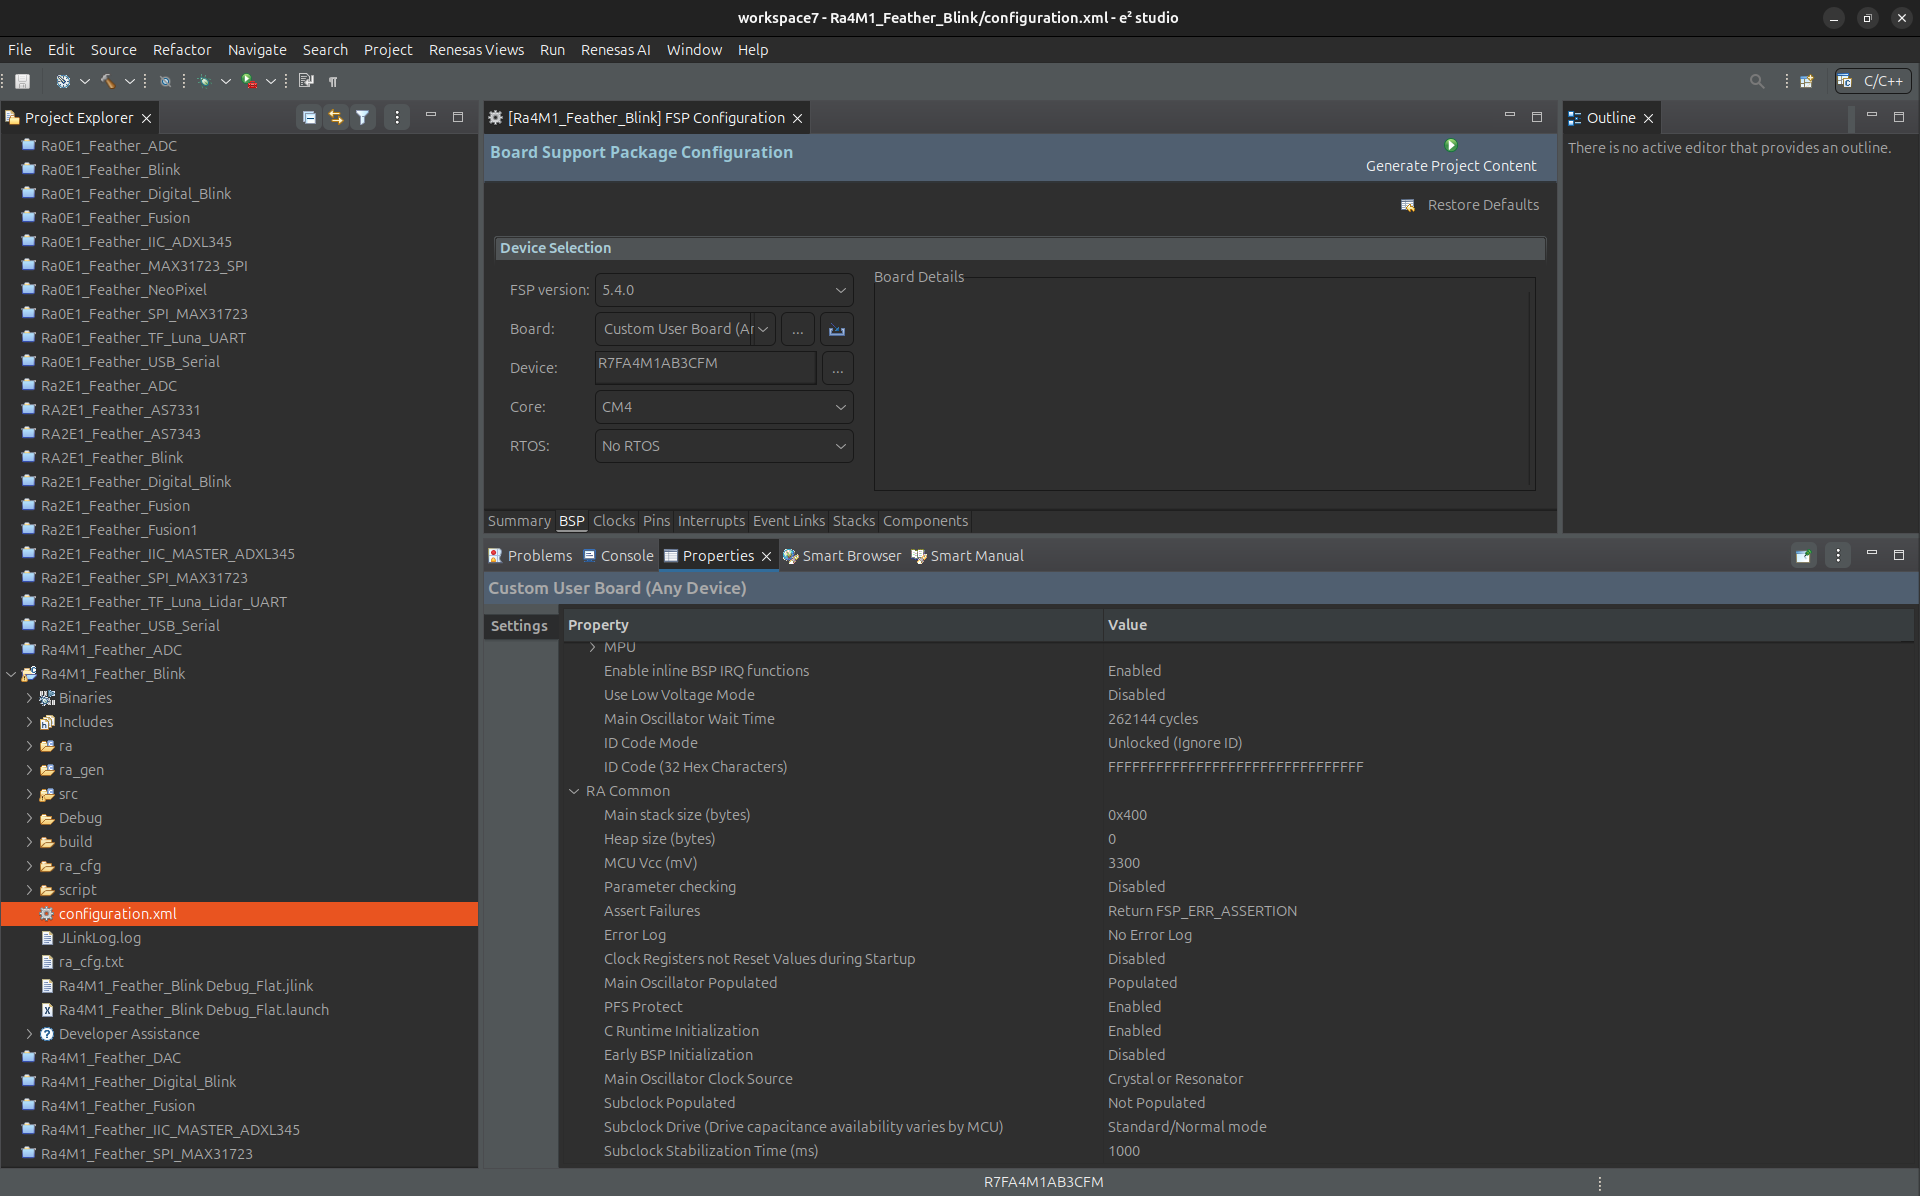 workspace7 - Ra4M1_Feather_Blink/configuration.xml - e² studio
File Edit Source Refactor Navigate Search Project Renesas Views Run Renesas AI Window Help
C/C++
Project Explorer
Ra0E1_Feather_ADC
Ra0E1_Feather_Blink
Ra0E1_Feather_Digital_Blink
Ra0E1_Feather_Fusion
Ra0E1_Feather_IIC_ADXL345
Ra0E1_Feather_MAX31723_SPI
Ra0E1_Feather_NeoPixel
Ra0E1_Feather_SPI_MAX31723
Ra0E1_Feather_TF_Luna_UART
Ra0E1_Feather_USB_Serial
Ra2E1_Feather_ADC
RA2E1_Feather_AS7331
RA2E1_Feather_AS7343
RA2E1_Feather_Blink
Ra2E1_Feather_Digital_Blink
Ra2E1_Feather_Fusion
Ra2E1_Feather_Fusion1
Ra2E1_Feather_IIC_MASTER_ADXL345
Ra2E1_Feather_SPI_MAX31723
Ra2E1_Feather_TF_Luna_Lidar_UART
Ra2E1_Feather_USB_Serial
Ra4M1_Feather_ADC
Ra4M1_Feather_Blink
Binaries
Includes
ra
ra_gen
src
Debug
build
ra_cfg
script
configuration.xml
JLinkLog.log
ra_cfg.txt
Ra4M1_Feather_Blink Debug_Flat.jlink
Ra4M1_Feather_Blink Debug_Flat.launch
Developer Assistance
Ra4M1_Feather_DAC
Ra4M1_Feather_Digital_Blink
Ra4M1_Feather_Fusion
Ra4M1_Feather_IIC_MASTER_ADXL345
Ra4M1_Feather_SPI_MAX31723
[Ra4M1_Feather_Blink] FSP Configuration
Board Support Package Configuration
Generate Project Content
Restore Defaults
Device Selection
FSP version: 5.4.0
Board: Custom User Board (Ar ...
Device: R7FA4M1AB3CFM ...
Core: CM4
RTOS: No RTOS
Board Details
Summary BSP Clocks Pins Interrupts Event Links Stacks Components
Outline
There is no active editor that provides an outline.
Problems Console Properties Smart Browser Smart Manual
Custom User Board (Any Device)
Settings
Property Value
MPU
Enable inline BSP IRQ functions Enabled
Use Low Voltage Mode Disabled
Main Oscillator Wait Time 262144 cycles
ID Code Mode Unlocked (Ignore ID)
ID Code (32 Hex Characters) FFFFFFFFFFFFFFFFFFFFFFFFFFFFFFFF
RA Common
Main stack size (bytes) 0x400
Heap size (bytes) 0
MCU Vcc (mV) 3300
Parameter checking Disabled
Assert Failures Return FSP_ERR_ASSERTION
Error Log No Error Log
Clock Registers not Reset Values during Startup Disabled
Main Oscillator Populated Populated
PFS Protect Enabled
C Runtime Initialization Enabled
Early BSP Initialization Disabled
Main Oscillator Clock Source Crystal or Resonator
Subclock Populated Not Populated
Subclock Drive (Drive capacitance availability varies by MCU) Standard/Normal mode
Subclock Stabilization Time (ms) 1000
R7FA4M1AB3CFM